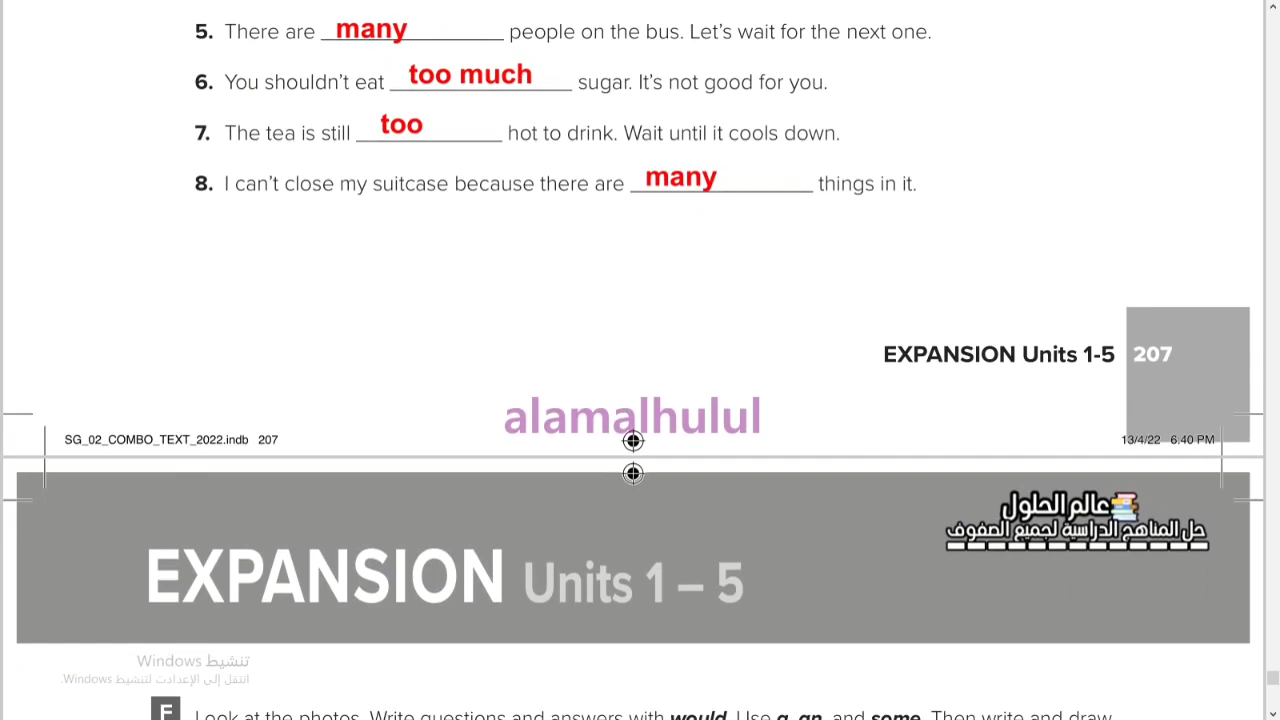 5. There are many people on the bus. Let's wait for the next one.
6. You shouldn't eat too much sugar. It's not good for you.
7. The tea is still too hot to drink. Wait until it cools down.
8. I can't close my suitcase because there are many things in it.
EXPANSION Units 1-5 207
alamalhulul
SG_02_COMBO_TEXT_2022.indb 207 13/4/22 6:40 PM
عالم الحلول
حل المناهج الدراسية لجميع الصفوف
EXPANSION Units 1 – 5
تنشيط Windows
انتقل إلى الإعدادت لتنشيط Windows.
F Look at the photos. Write questions and answers with would. Use a, an, and some. Then write and draw